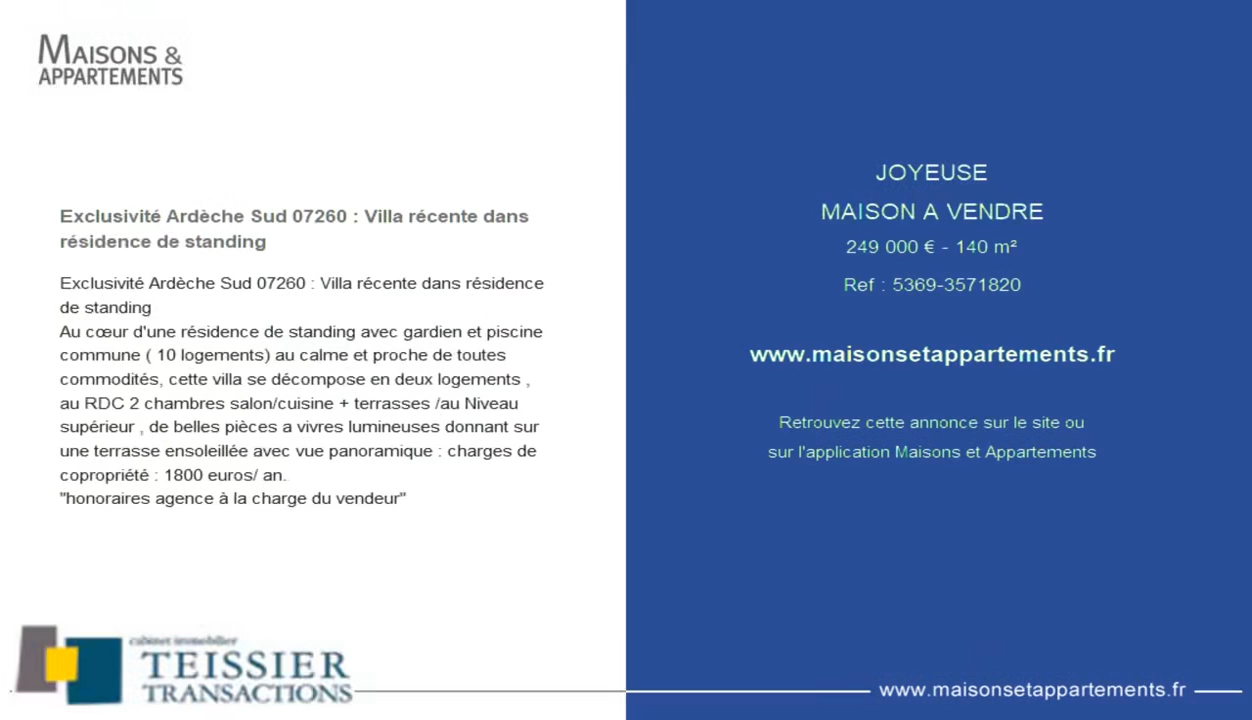 MAISONS &
APPARTEMENTS
Exclusivité Ardèche Sud 07260 : Villa récente dans
résidence de standing
Exclusivité Ardèche Sud 07260 : Villa récente dans résidence
de standing
Au cœur d'une résidence de standing avec gardien et piscine
commune ( 10 logements) au calme et proche de toutes
commodités, cette villa se décompose en deux logements ,
au RDC 2 chambres salon/cuisine + terrasses /au Niveau
supérieur , de belles pièces a vivres lumineuses donnant sur
une terrasse ensoleillée avec vue panoramique : charges de
copropriété : 1800 euros/ an.
"honoraires agence à la charge du vendeur"
cabinet immobilier
TEISSIER
TRANSACTIONS
JOYEUSE
MAISON A VENDRE
249 000 € - 140 m²
Ref : 5369-3571820
www.maisonsetappartements.fr
Retrouvez cette annonce sur le site ou
sur l'application Maisons et Appartements
www.maisonsetappartements.fr